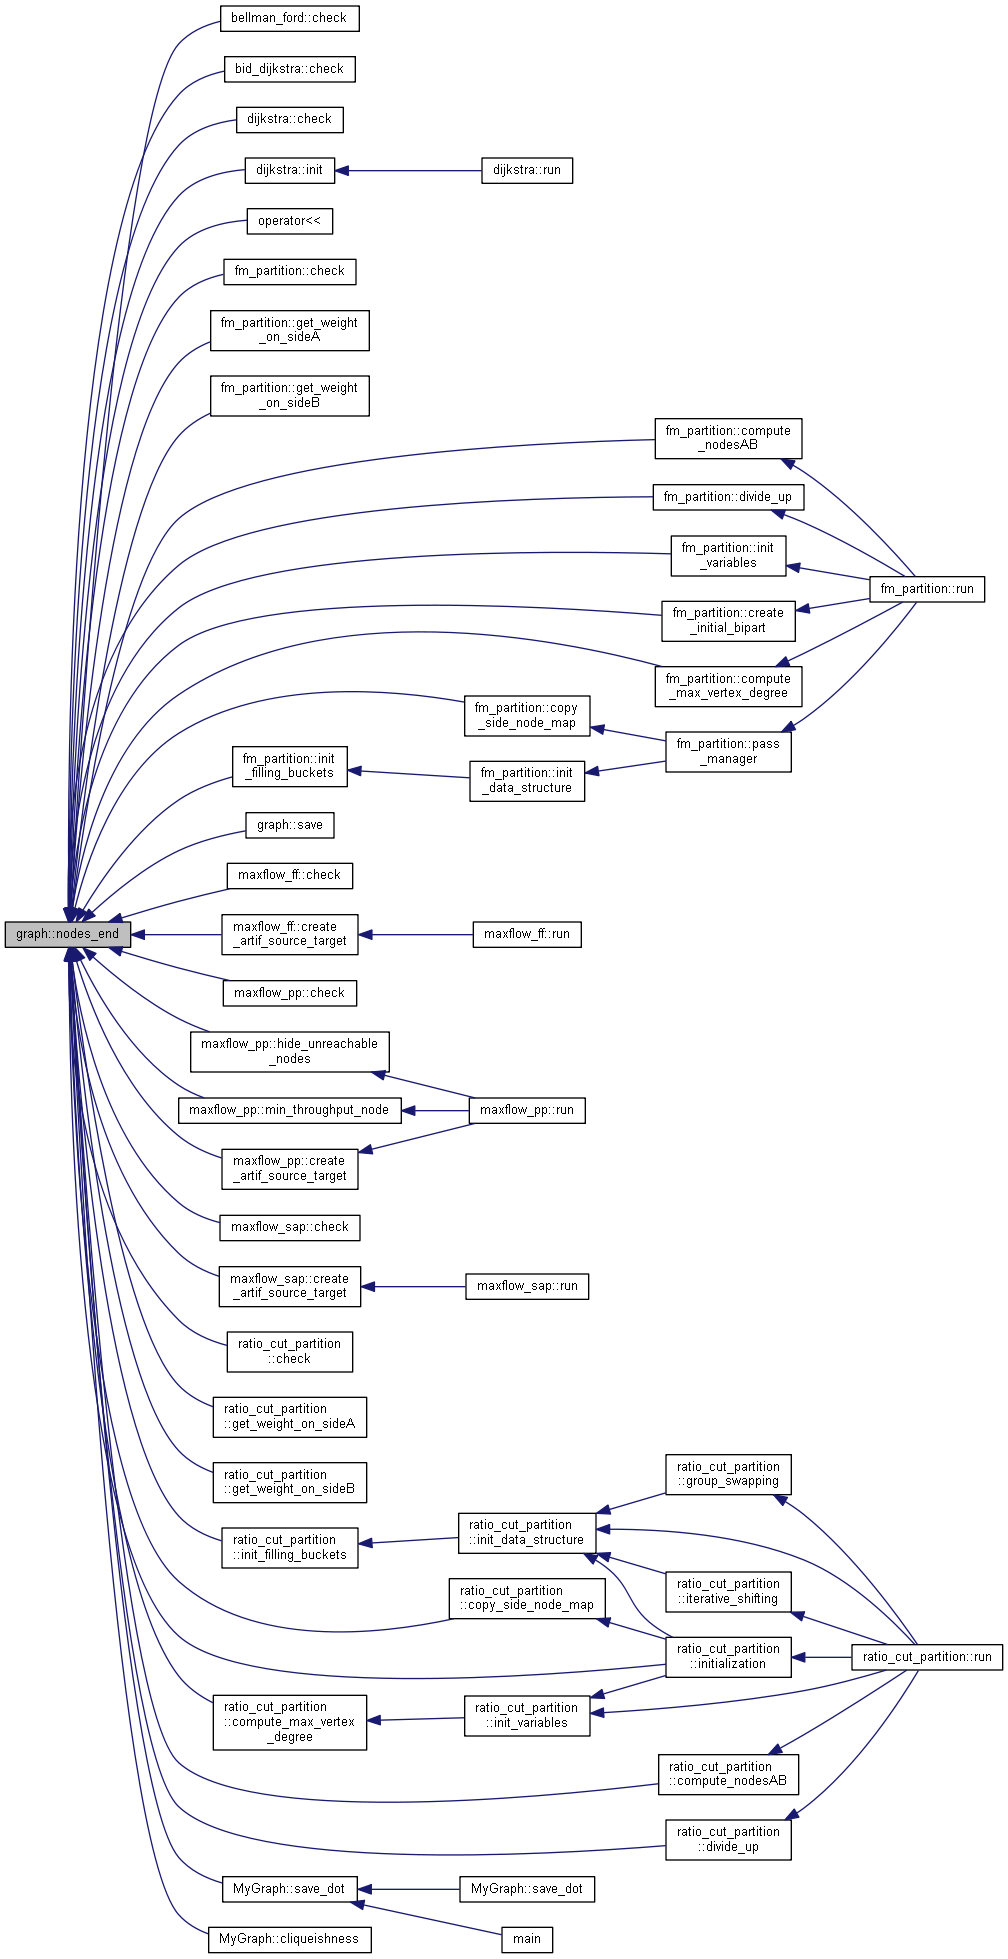 bellman_ford::check
bid_dijkstra::check
dijkstra::check
dijkstra::init
dijkstra::run
operator<<
fm_partition::check
fm_partition::get_weight
_on_sideA
fm_partition::get_weight
_on_sideB
fm_partition::compute
_nodesAB
fm_partition::divide_up
fm_partition::init
_variables
fm_partition::run
fm_partition::create
_initial_bipart
fm_partition::compute
_max_vertex_degree
fm_partition::copy
_side_node_map
fm_partition::pass
_manager
fm_partition::init
_filling_buckets
fm_partition::init
_data_structure
graph::save
maxflow_ff::check
graph::nodes_end
maxflow_ff::create
_artif_source_target
maxflow_ff::run
maxflow_pp::check
maxflow_pp::hide_unreachable
_nodes
maxflow_pp::min_throughput_node
maxflow_pp::run
maxflow_pp::create
_artif_source_target
maxflow_sap::check
maxflow_sap::create
_artif_source_target
maxflow_sap::run
ratio_cut_partition
::check
ratio_cut_partition
::get_weight_on_sideA
ratio_cut_partition
::get_weight_on_sideB
ratio_cut_partition
::group_swapping
ratio_cut_partition
::init_filling_buckets
ratio_cut_partition
::init_data_structure
ratio_cut_partition
::iterative_shifting
ratio_cut_partition
::copy_side_node_map
ratio_cut_partition
::initialization
ratio_cut_partition::run
ratio_cut_partition
::compute_max_vertex
_degree
ratio_cut_partition
::init_variables
ratio_cut_partition
::compute_nodesAB
ratio_cut_partition
::divide_up
MyGraph::save_dot
MyGraph::save_dot
MyGraph::cliqueishness
main